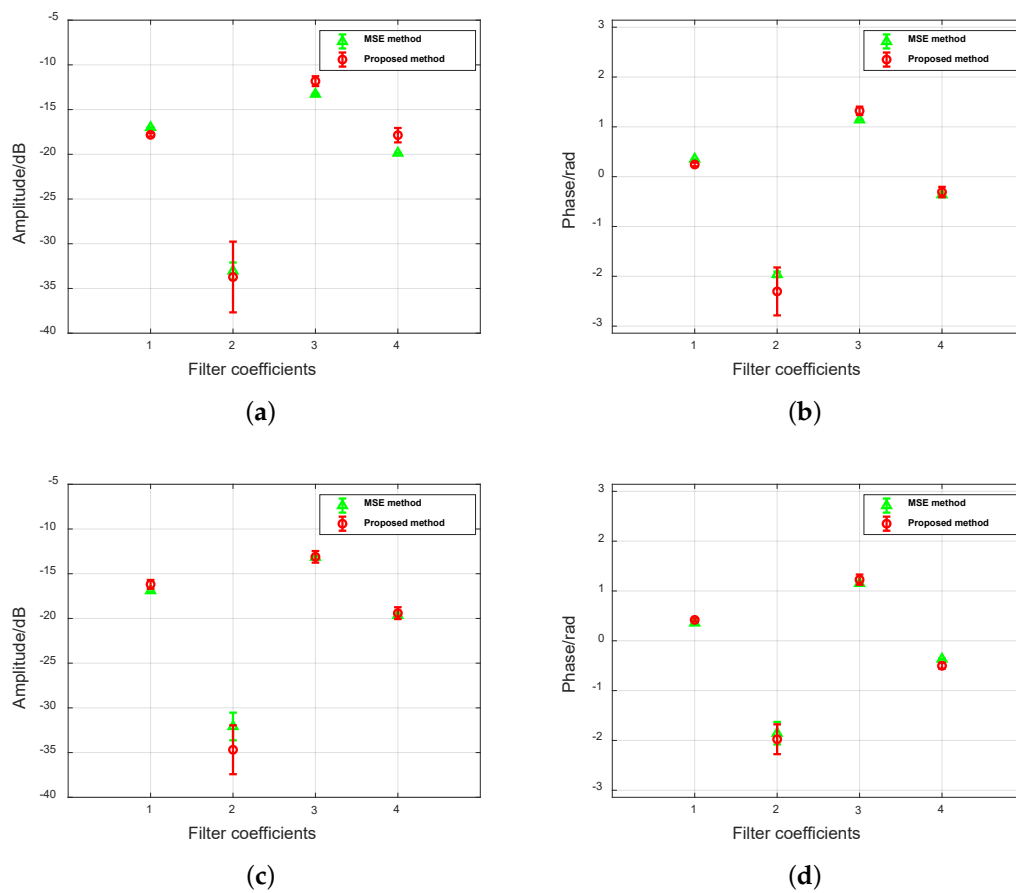 -5
-10
-15
-20
-25
-30
-35
-40
Amplitude/dB
MSE method
Proposed method
1 2 3 4
Filter coefficients
(a)
3
2
1
0
-1
-2
-3
Phase/rad
MSE method
Proposed method
1 2 3 4
Filter coefficients
(b)
-5
-10
-15
-20
-25
-30
-35
-40
Amplitude/dB
MSE method
Proposed method
1 2 3 4
Filter coefficients
(c)
3
2
1
0
-1
-2
-3
Phase/rad
MSE method
Proposed method
1 2 3 4
Filter coefficients
(d)